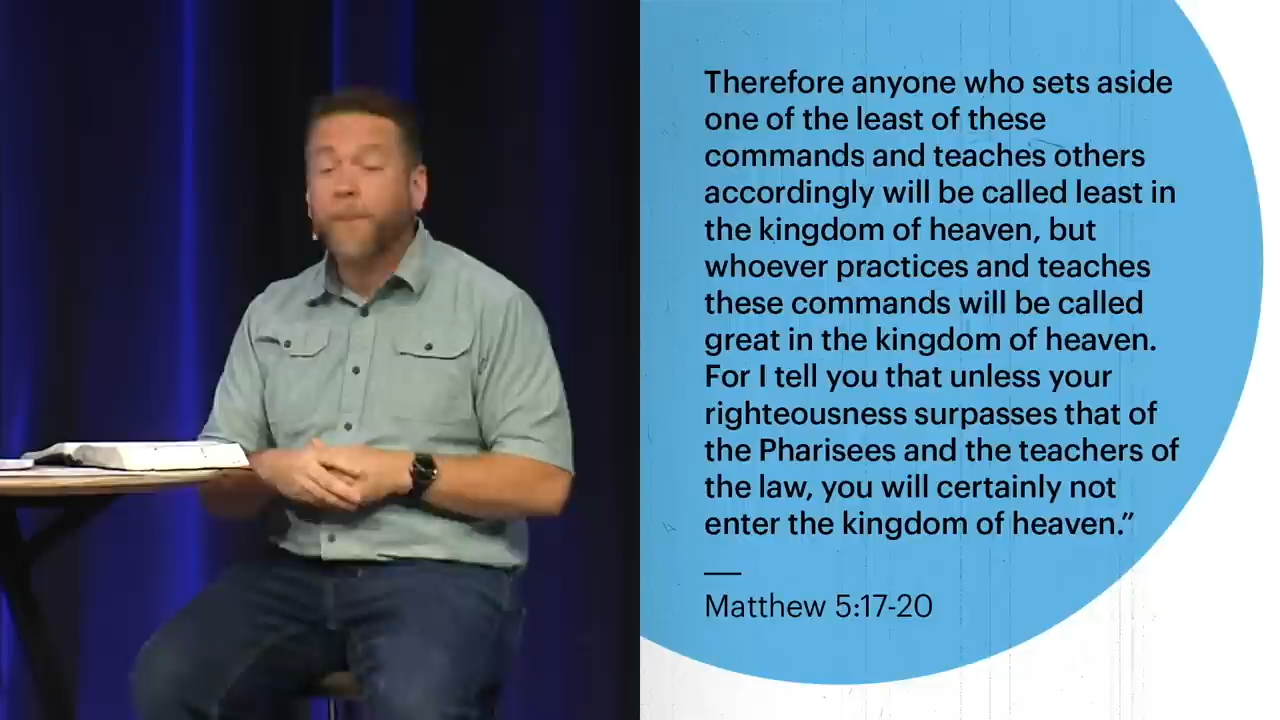 Therefore anyone who sets aside
one of the least of these
commands and teaches others
accordingly will be called least in
the kingdom of heaven, but
whoever practices and teaches
these commands will be called
great in the kingdom of heaven.
For I tell you that unless your
righteousness surpasses that of
the Pharisees and the teachers of
the law, you will certainly not
enter the kingdom of heaven.”
Matthew 5:17-20